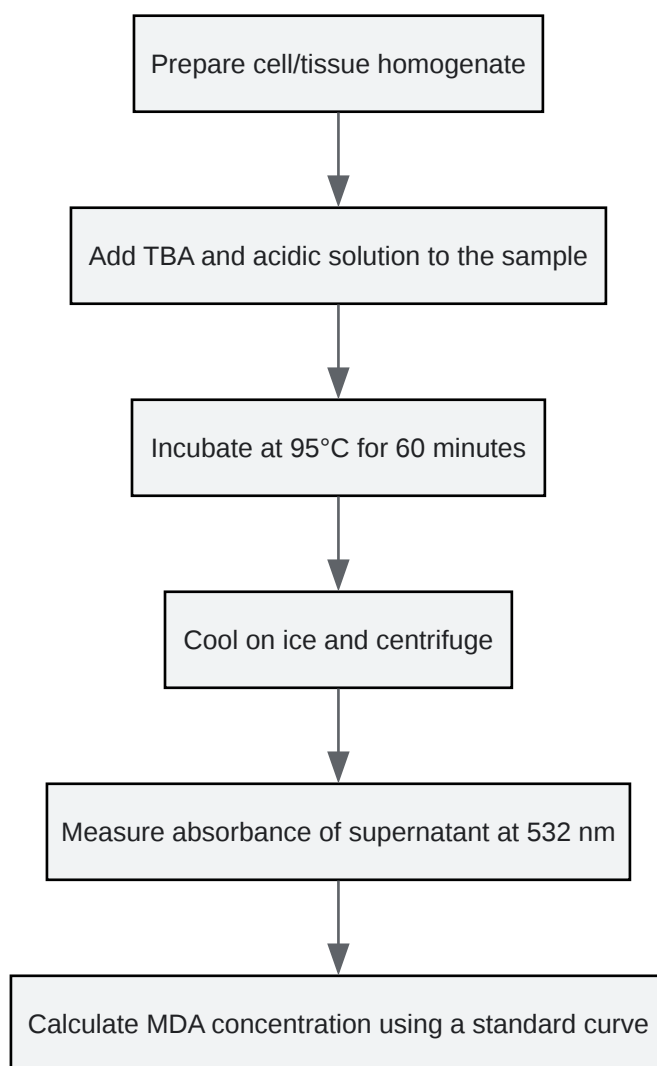 Prepare cell/tissue homogenate
Add TBA and acidic solution to the sample
Incubate at 95°C for 60 minutes
Cool on ice and centrifuge
Measure absorbance of supernatant at 532 nm
Calculate MDA concentration using a standard curve